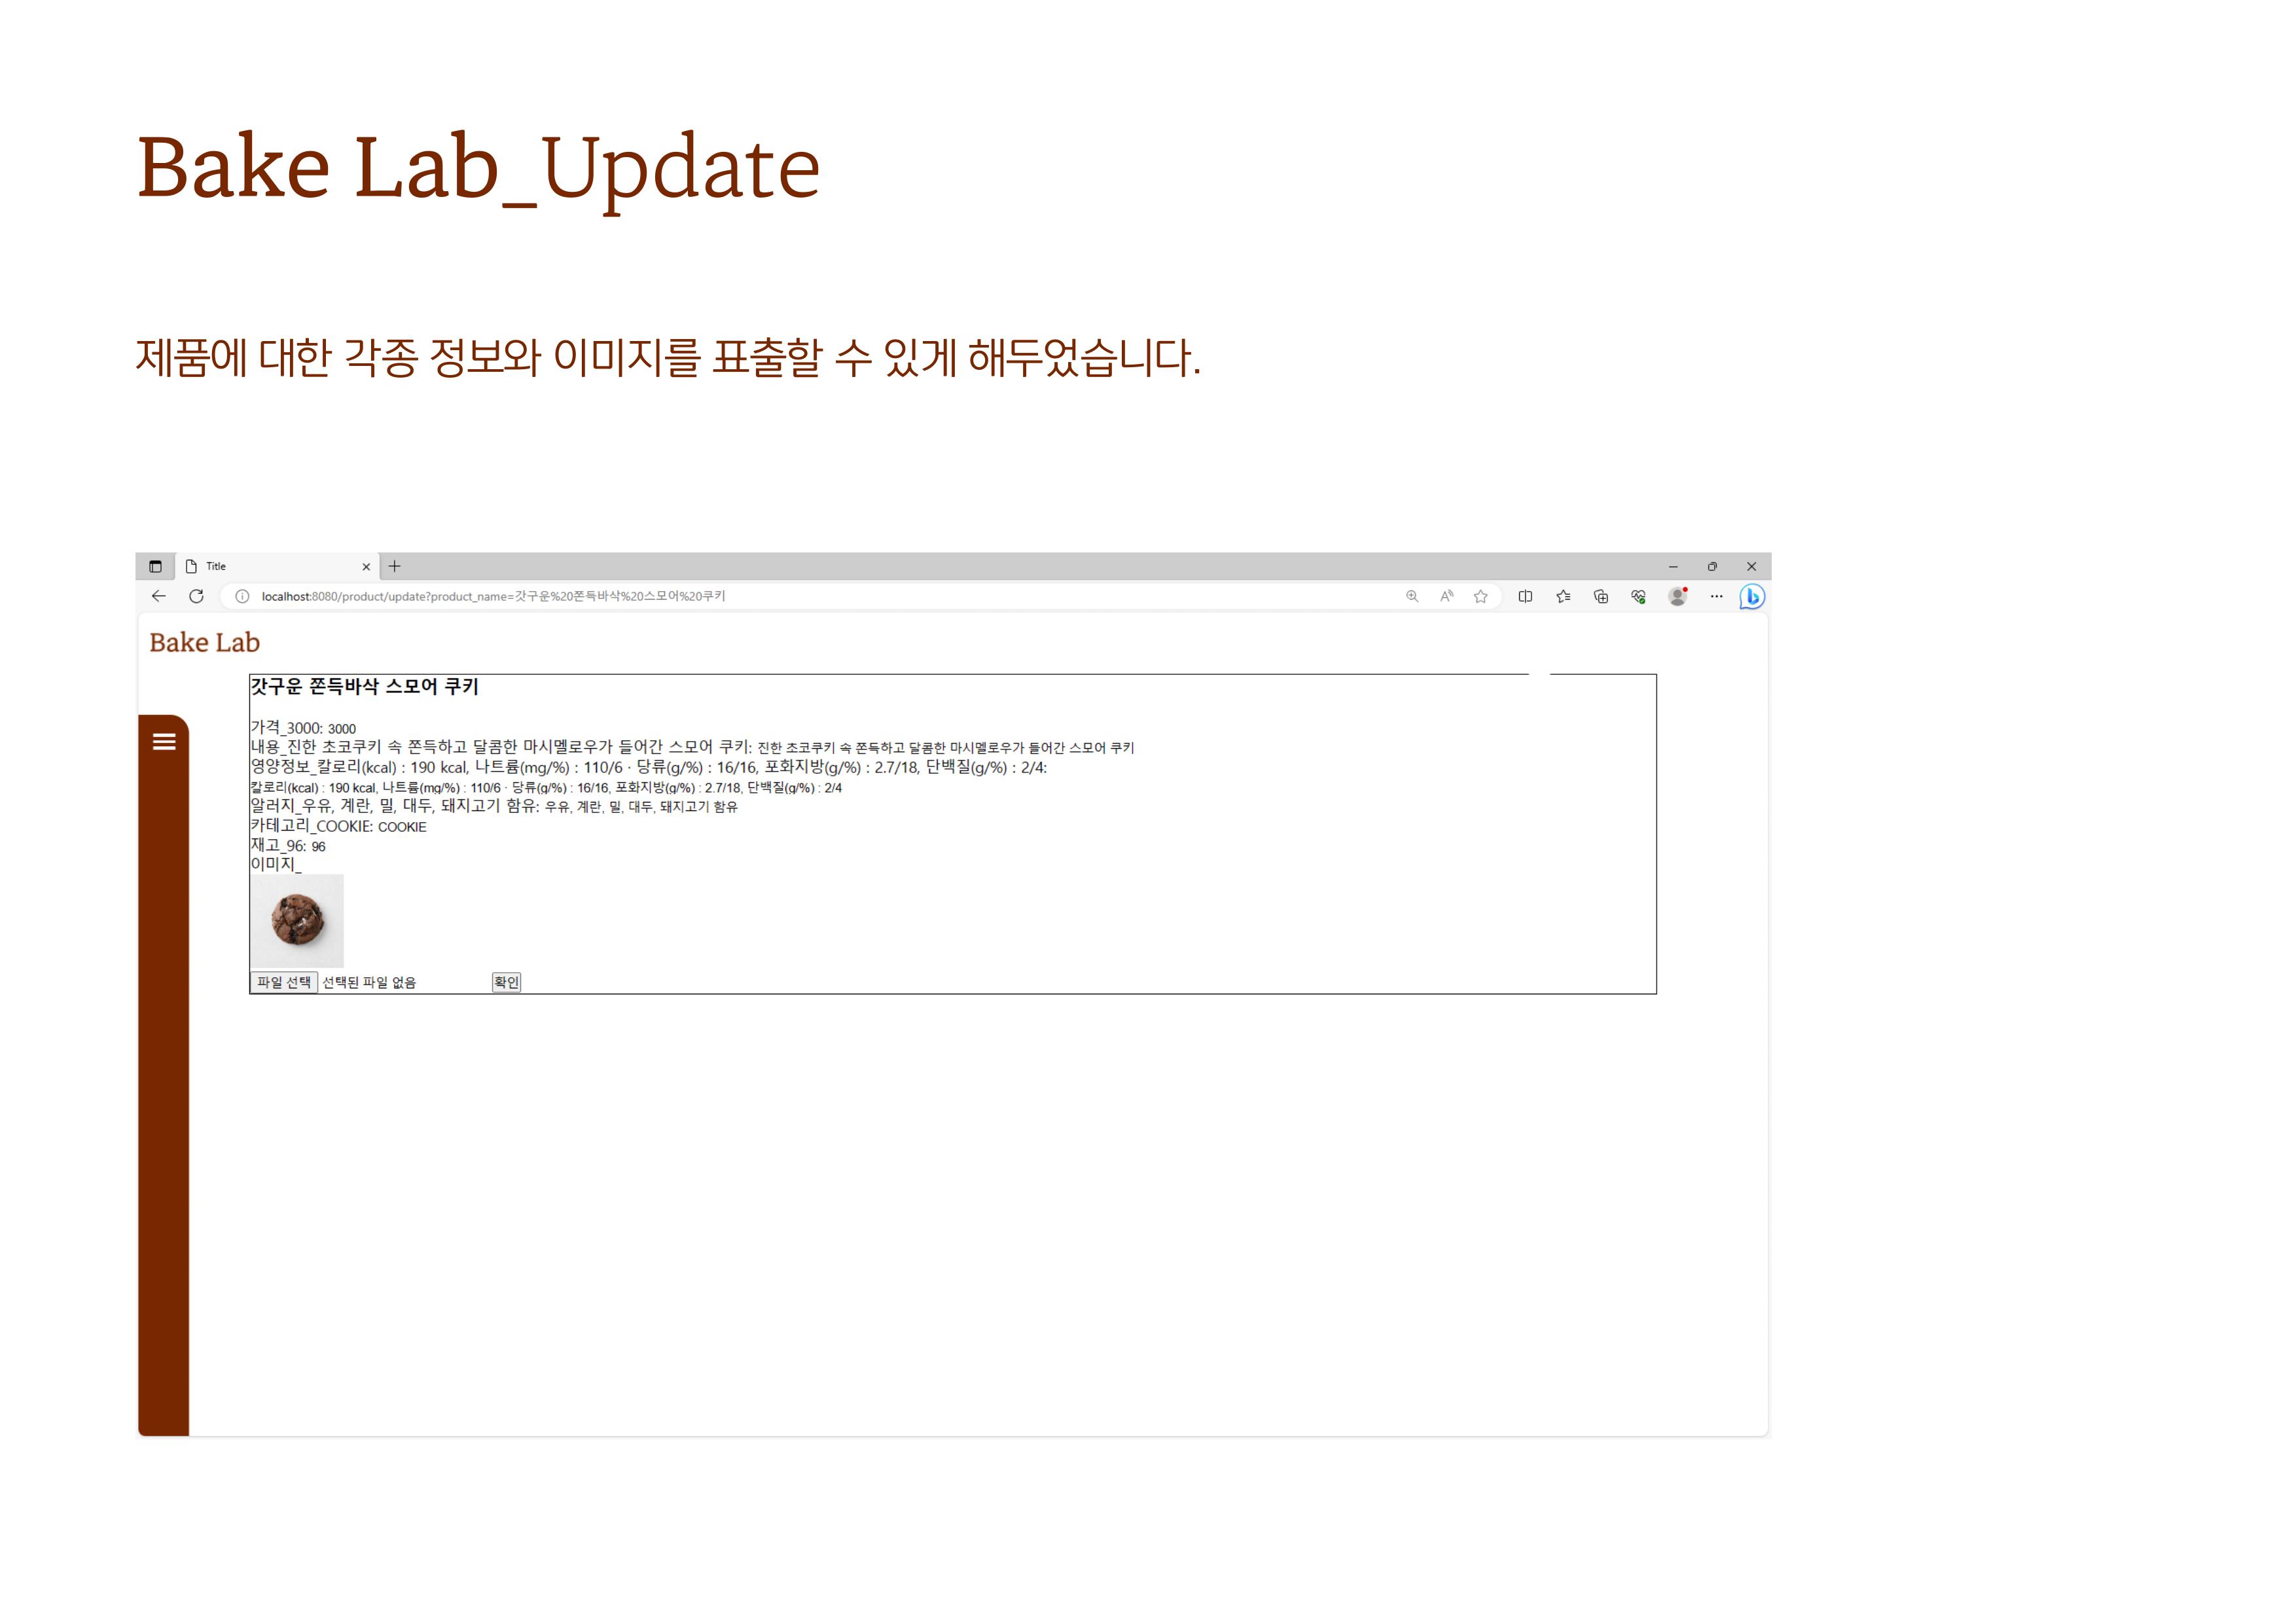 Bake Lab_Update
제품에 대한 각종 정보와 이미지를 표출할 수 있게 해두었습니다.
Title
localhost:8080/product/update?product_name=갓구운%20쫀득바삭%20스모어%20쿠키
Bake Lab
갓구운 쫀득바삭 스모어 쿠키
가격_3000: 3000
내용_진한 초코쿠키 속 쫀득하고 달콤한 마시멜로우가 들어간 스모어 쿠키: 진한 초코쿠키 속 쫀득하고 달콤한 마시멜로우가 들어간 스모어 쿠키
영양정보_칼로리(kcal) : 190 kcal, 나트륨(mg/%) : 110/6 · 당류(g/%) : 16/16, 포화지방(g/%) : 2.7/18, 단백질(g/%) : 2/4:
칼로리(kcal) : 190 kcal, 나트륨(mg/%) : 110/6 · 당류(g/%) : 16/16, 포화지방(g/%) : 2.7/18, 단백질(g/%) : 2/4
알러지_우유, 계란, 밀, 대두, 돼지고기 함유: 우유, 계란, 밀, 대두, 돼지고기 함유
카테고리_COOKIE: COOKIE
재고_96: 96
이미지_
파일 선택 선택된 파일 없음 확인